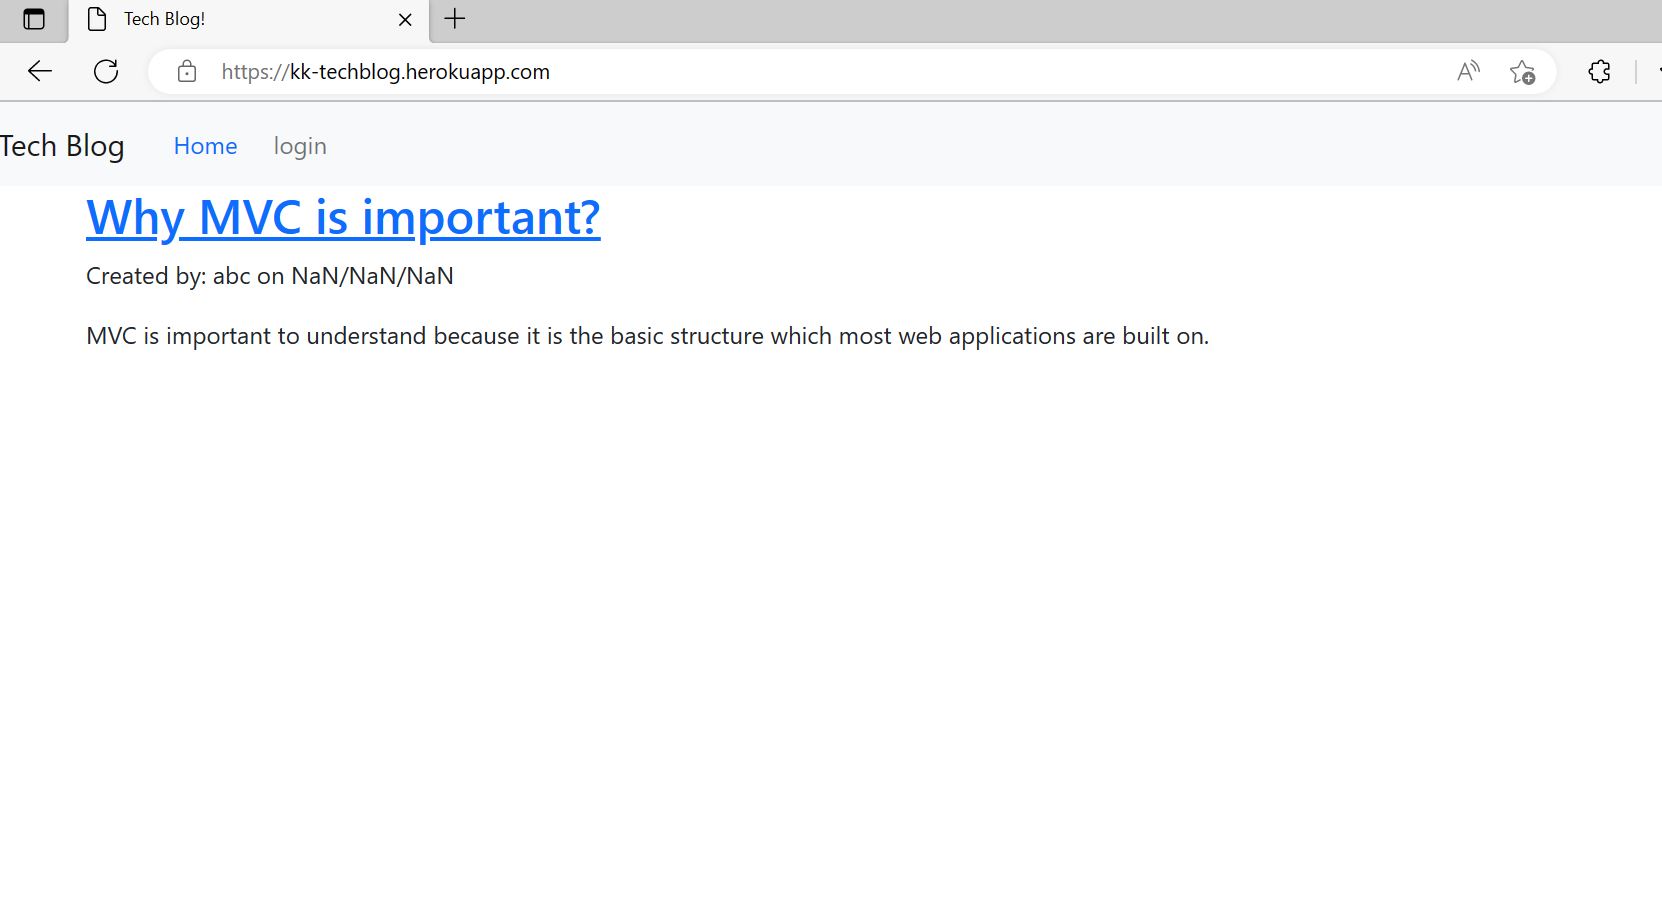 Tech Blog!
https://kk-techblog.herokuapp.com
Tech Blog Home login
Why MVC is important?
Created by: abc on NaN/NaN/NaN
MVC is important to understand because it is the basic structure which most web applications are built on.